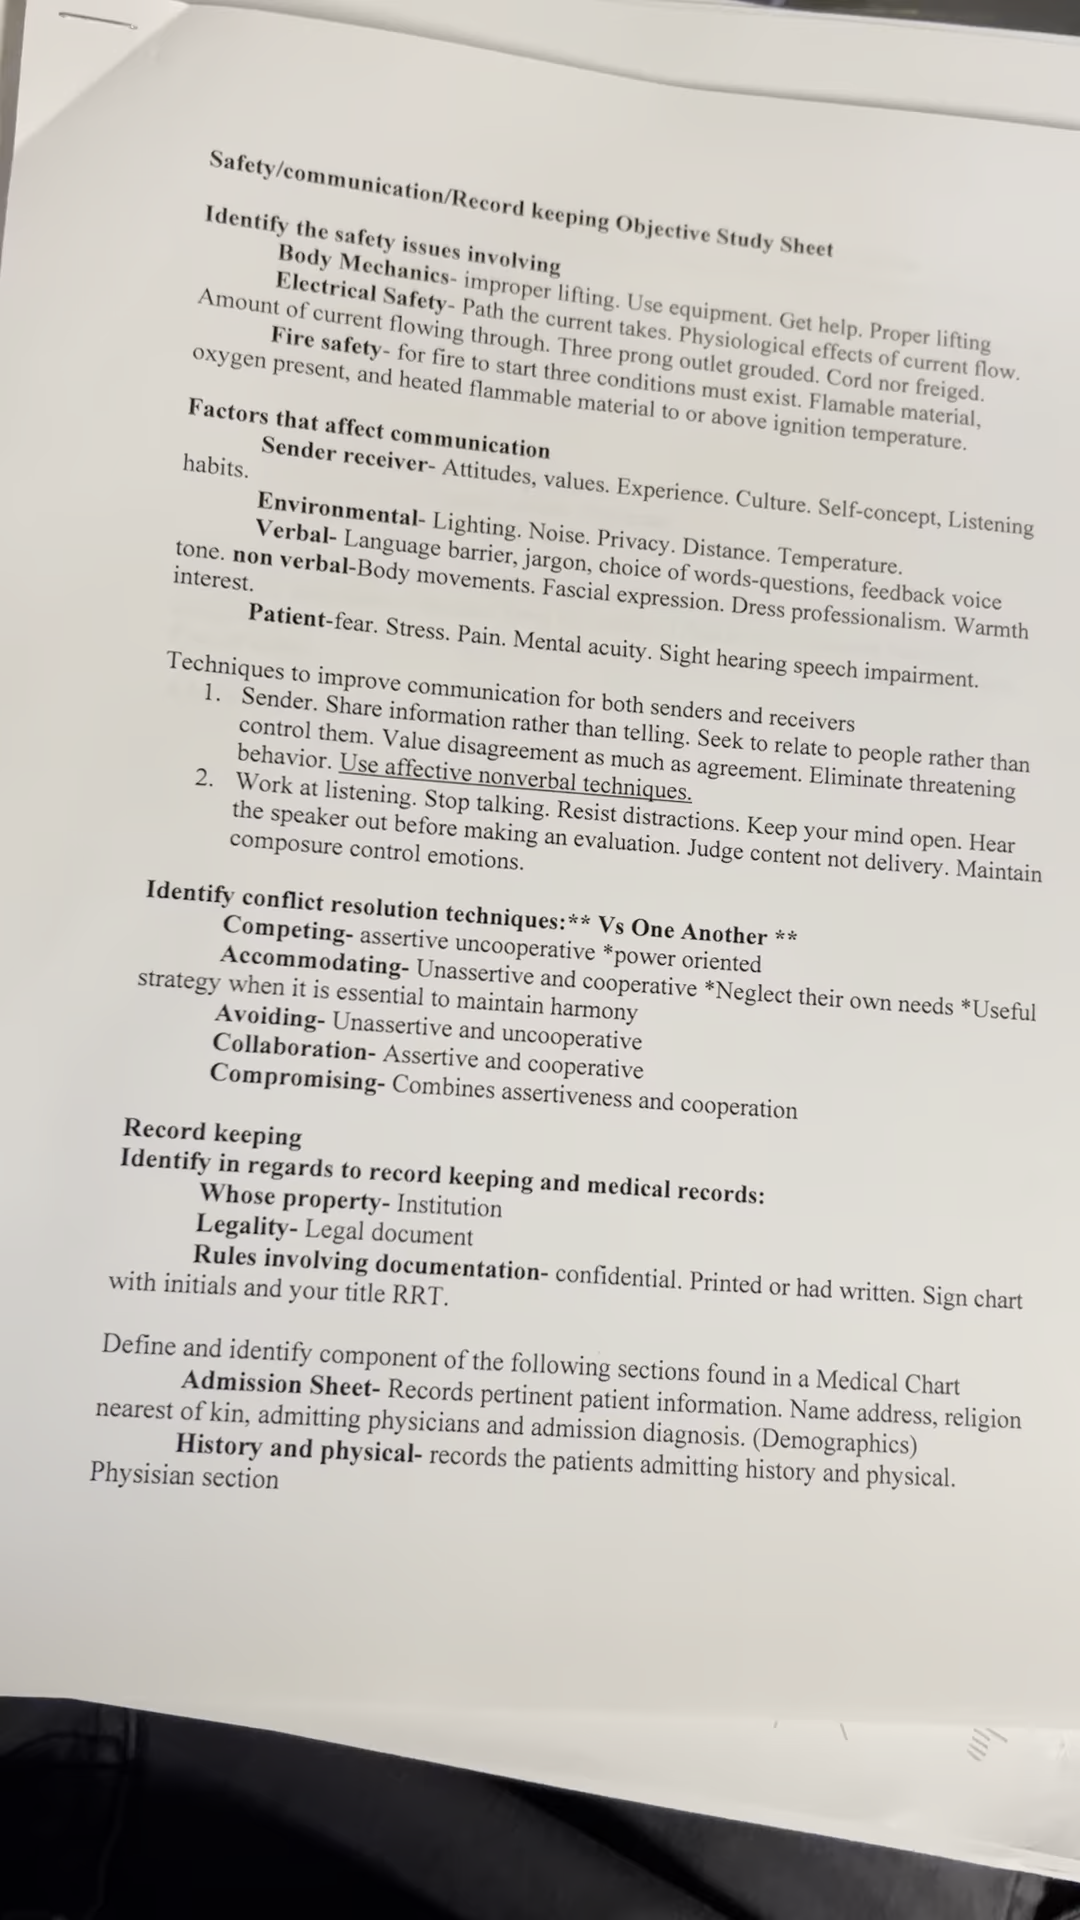 Safety/communication/Record keeping Objective Study Sheet
Identify the safety issues involving
Body Mechanics- improper lifting. Use equipment. Get help. Proper lifting
Electrical Safety- Path the current takes. Physiological effects of current flow.
Amount of current flowing through. Three prong outlet grouded. Cord nor freiged.
Fire safety- for fire to start three conditions must exist. Flamable material,
oxygen present, and heated flammable material to or above ignition temperature.
Factors that affect communication
Sender receiver- Attitudes, values. Experience. Culture. Self-concept, Listening
habits.
Environmental- Lighting. Noise. Privacy. Distance. Temperature.
Verbal- Language barrier, jargon, choice of words-questions, feedback voice
tone. non verbal-Body movements. Fascial expression. Dress professionalism. Warmth
interest.
Patient-fear. Stress. Pain. Mental acuity. Sight hearing speech impairment.
Techniques to improve communication for both senders and receivers
1. Sender. Share information rather than telling. Seek to relate to people rather than
control them. Value disagreement as much as agreement. Eliminate threatening
behavior. Use affective nonverbal techniques.
2. Work at listening. Stop talking. Resist distractions. Keep your mind open. Hear
the speaker out before making an evaluation. Judge content not delivery. Maintain
composure control emotions.
Identify conflict resolution techniques:** Vs One Another **
Competing- assertive uncooperative *power oriented
Accommodating- Unassertive and cooperative *Neglect their own needs *Useful
strategy when it is essential to maintain harmony
Avoiding- Unassertive and uncooperative
Collaboration- Assertive and cooperative
Compromising- Combines assertiveness and cooperation
Record keeping
Identify in regards to record keeping and medical records:
Whose property- Institution
Legality- Legal document
Rules involving documentation- confidential. Printed or had written. Sign chart
with initials and your title RRT.
Define and identify component of the following sections found in a Medical Chart
Admission Sheet- Records pertinent patient information. Name address, religion
nearest of kin, admitting physicians and admission diagnosis. (Demographics)
History and physical- records the patients admitting history and physical.
Physisian section